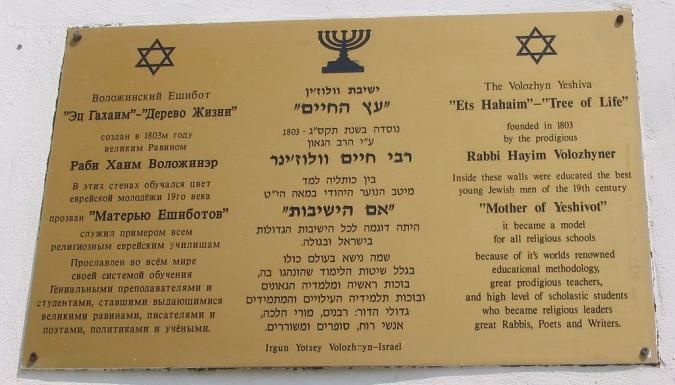 Воложинский Ешибот
"Эц Гахаим"-"Дерево Жизни"
создан в 1803м году
великим Равином
Раби Хаим Воложинэр
В этих стенах обучался цвет
еврейской молодёжи 19го века
прозван "Матерью Ешиботов"
служил примером всем
религиозным еврейским училищам
Прославлен во всём мире
своей системой обучения
Гениальными преподавателями и
студентами, ставшими выдающимися
великими равинами, писателями и
поэтами, политиками и учёными.
ישיבת וולוז'ין
"עץ החיים"
נוסדה בשנת תקס"ג - 1803
ע"י הרב הגאון
רבי חיים וולוז'ינר
בין כותליה למד
מיטב הנוער היהודי במאה הי"ט
"אם הישיבות"
היתה דוגמה לכל הישיבות הגדולות
בישראל ובגולה.
שמה נישא בעולם כולו
בגלל שיטות הלימוד שהונהגו בה,
בזכות ראשיה ומלמדיה הגאונים
ובזכות תלמידיה העילויים והמתמידים
גדולי הדור: רבנים, מורי הלכה,
אנשי רוח, סופרים ומשוררים.
The Volozhyn Yeshiva
"Ets Hahaim"-"Tree of Life"
founded in 1803
by the prodigious
Rabbi Hayim Volozhyner
Inside these walls were educated the best
young Jewish men of the 19th century
"Mother of Yeshivot"
it became a model
for all religious schools
because of it's worlds renowned
educational methodology,
great prodigious teachers,
and high level of scholastic students
who became religious leaders
great Rabbis, Poets and Writers.
Irgun Yotsey Volozhyn-Israel